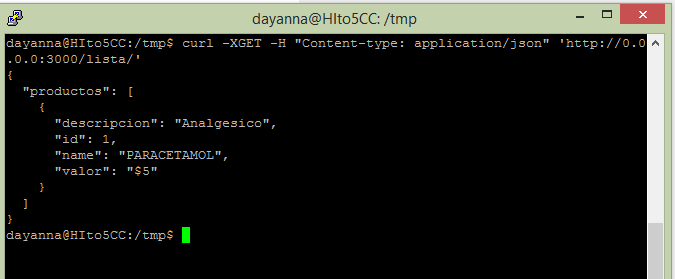 dayanna@HIto5CC: /tmp
dayanna@HIto5CC:/tmp$ curl -XGET -H "Content-type: application/json" 'http://0.0
.0.0:3000/lista/'
{
  "productos": [
    {
      "descripcion": "Analgesico",
      "id": 1,
      "name": "PARACETAMOL",
      "valor": "$5"
    }
  ]
}
dayanna@HIto5CC:/tmp$